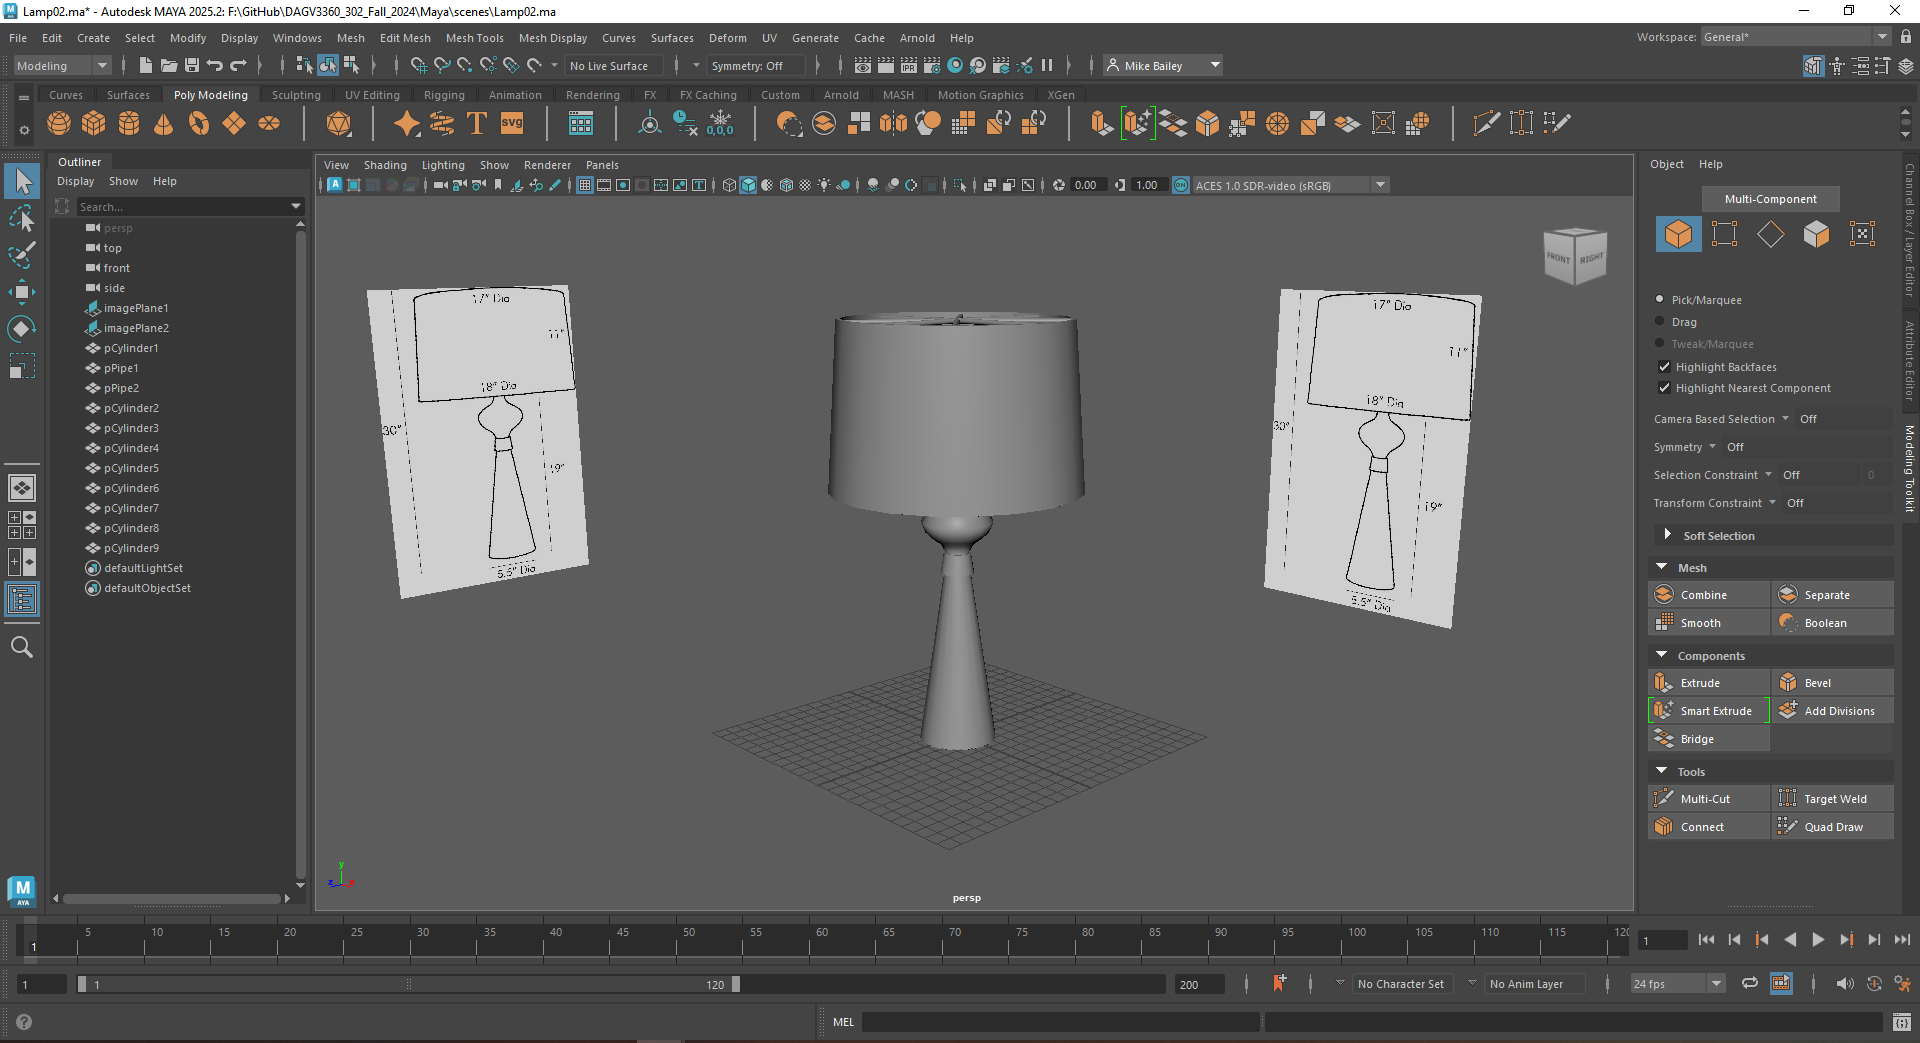 Lamp02.ma* - Autodesk MAYA 2025.2: F:\GitHub\DAGV3360_302_Fall_2024\Maya\scenes\Lamp02.ma
File Edit Create Select Modify Display Windows Mesh Edit Mesh Mesh Tools Mesh Display Curves Surfaces Deform UV Generate Cache Arnold Help
Workspace: General*
Modeling
No Live Surface
Symmetry: Off
IPR
Mike Bailey
Curves Surfaces Poly Modeling Sculpting UV Editing Rigging Animation Rendering FX FX Caching Custom Arnold MASH Motion Graphics XGen
T
svg
0,0,0
Outliner
Display Show Help
Search...
persp
top
front
side
imagePlane1
imagePlane2
pCylinder1
pPipe1
pPipe2
pCylinder2
pCylinder3
pCylinder4
pCylinder5
pCylinder6
pCylinder7
pCylinder8
pCylinder9
defaultLightSet
defaultObjectSet
M
AYA
View Shading Lighting Show Renderer Panels
0.00
1.00
ACES 1.0 SDR-video (sRGB)
FRONT
RIGHT
17" Dia
11"
18" Dia
30"
19"
5.5" Dia
17" Dia
11"
18" Dia
30"
19"
5.5" Dia
y
z
x
persp
Object Help
Multi-Component
Pick/Marquee
Drag
Tweak/Marquee
Highlight Backfaces
Highlight Nearest Component
Camera Based Selection Off
Symmetry Off
Selection Constraint Off 0
Transform Constraint Off
Soft Selection
Mesh
Combine Separate
Smooth Boolean
Components
Extrude Bevel
Smart Extrude Add Divisions
Bridge
Tools
Multi-Cut Target Weld
Connect Quad Draw
Channel Box / Layer Editor
Attribute Editor
Modeling Toolkit
5 10 15 20 25 30 35 40 45 50 55 60 65 70 75 80 85 90 95 100 105 110 115 120
1
1
1
1
120
200
No Character Set
No Anim Layer
24 fps
MEL